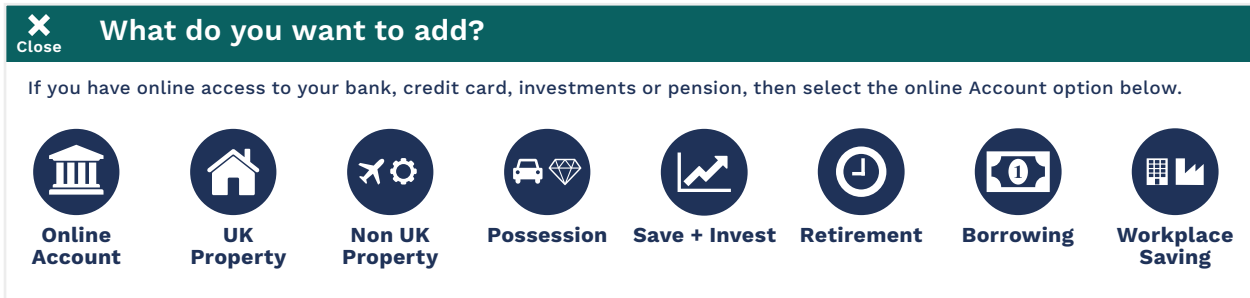 Close
What do you want to add?
If you have online access to your bank, credit card, investments or pension, then select the online Account option below.
1
Online
Account
UK
Property
Non UK
Property
Possession
Save + Invest
Retirement
Borrowing
Workplace
Saving